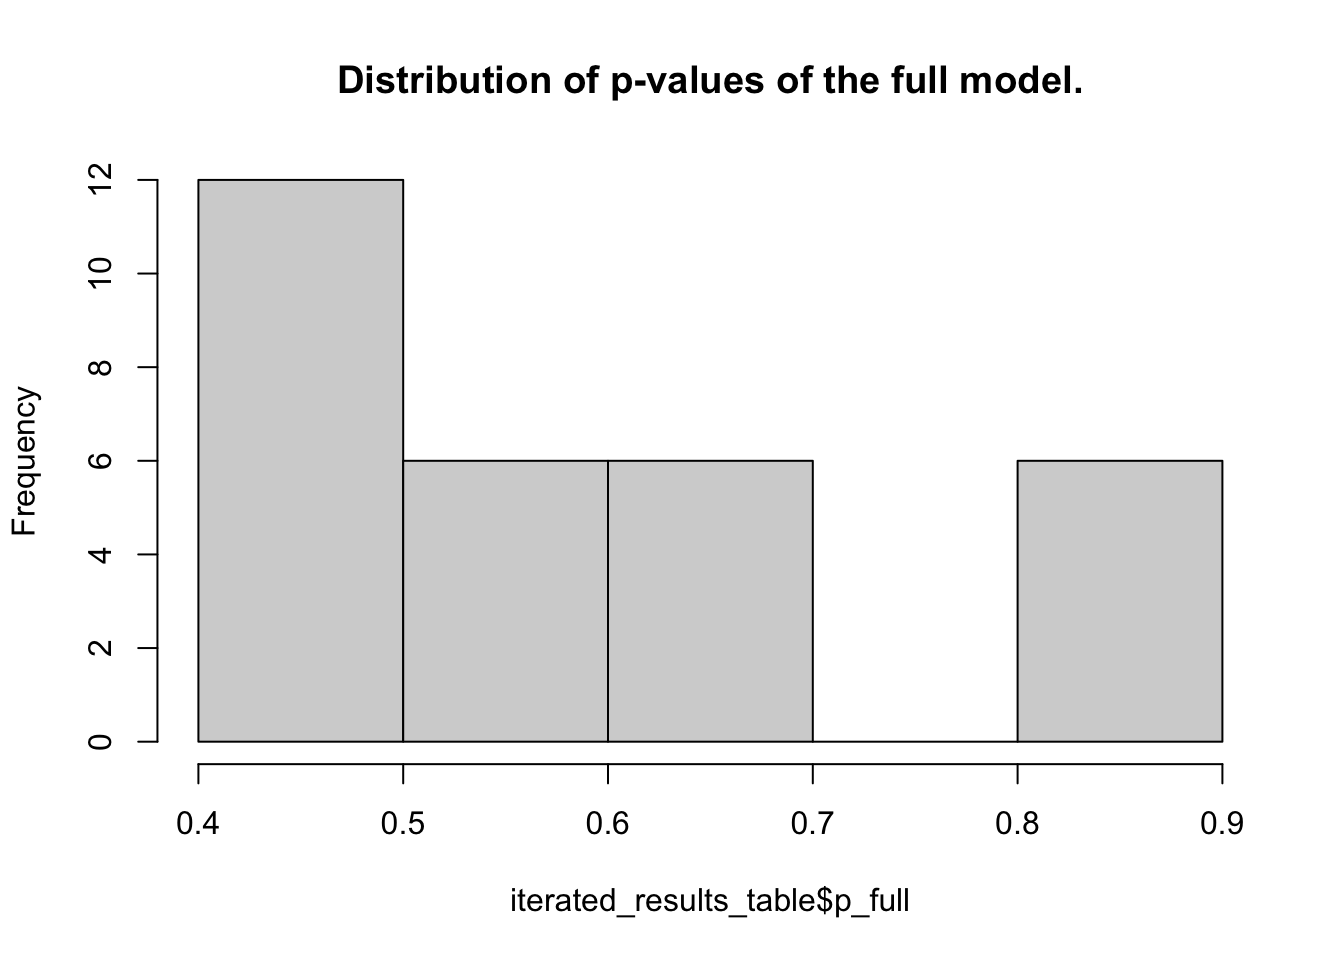 Distribution of p-values of the full model.
Frequency
12
10
8
6
4
2
0
0.4 0.5 0.6 0.7 0.8 0.9
iterated_results_table$p_full